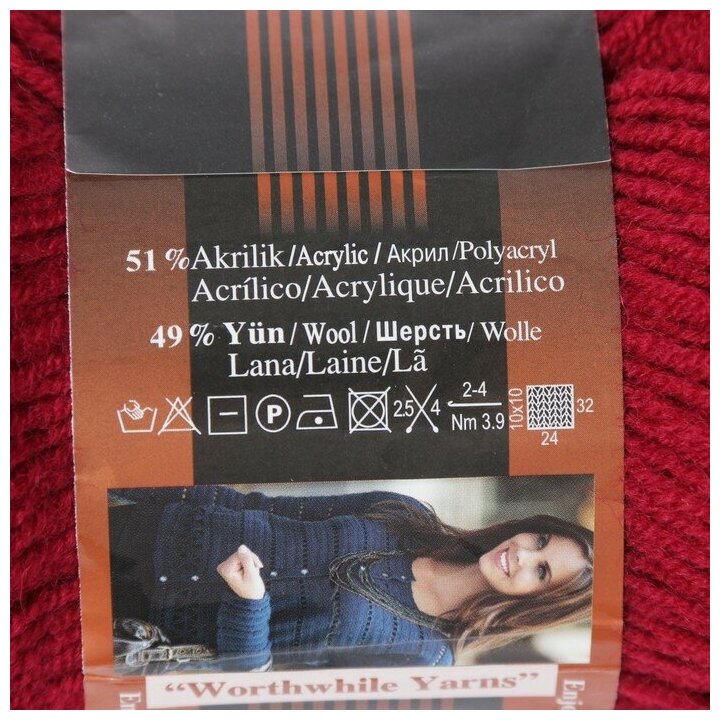 51 % Akrilik / Acrylic / Акрил / Polyacryl
Acrílico/Acrylique/Acrilico
49 % Yün / Wool / Шерсть / Wolle
Lana/Laine/Lã
P
2.5 4
2-4
Nm 3.9
10x10
32
24
"Worthwhile Yarns"